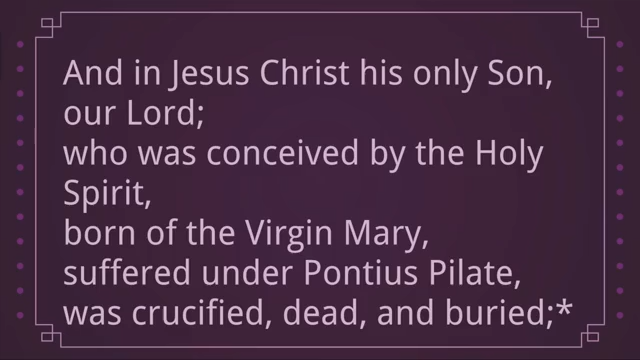 And in Jesus Christ his only Son,
our Lord;
who was conceived by the Holy
Spirit,
born of the Virgin Mary,
suffered under Pontius Pilate,
was crucified, dead, and buried;*